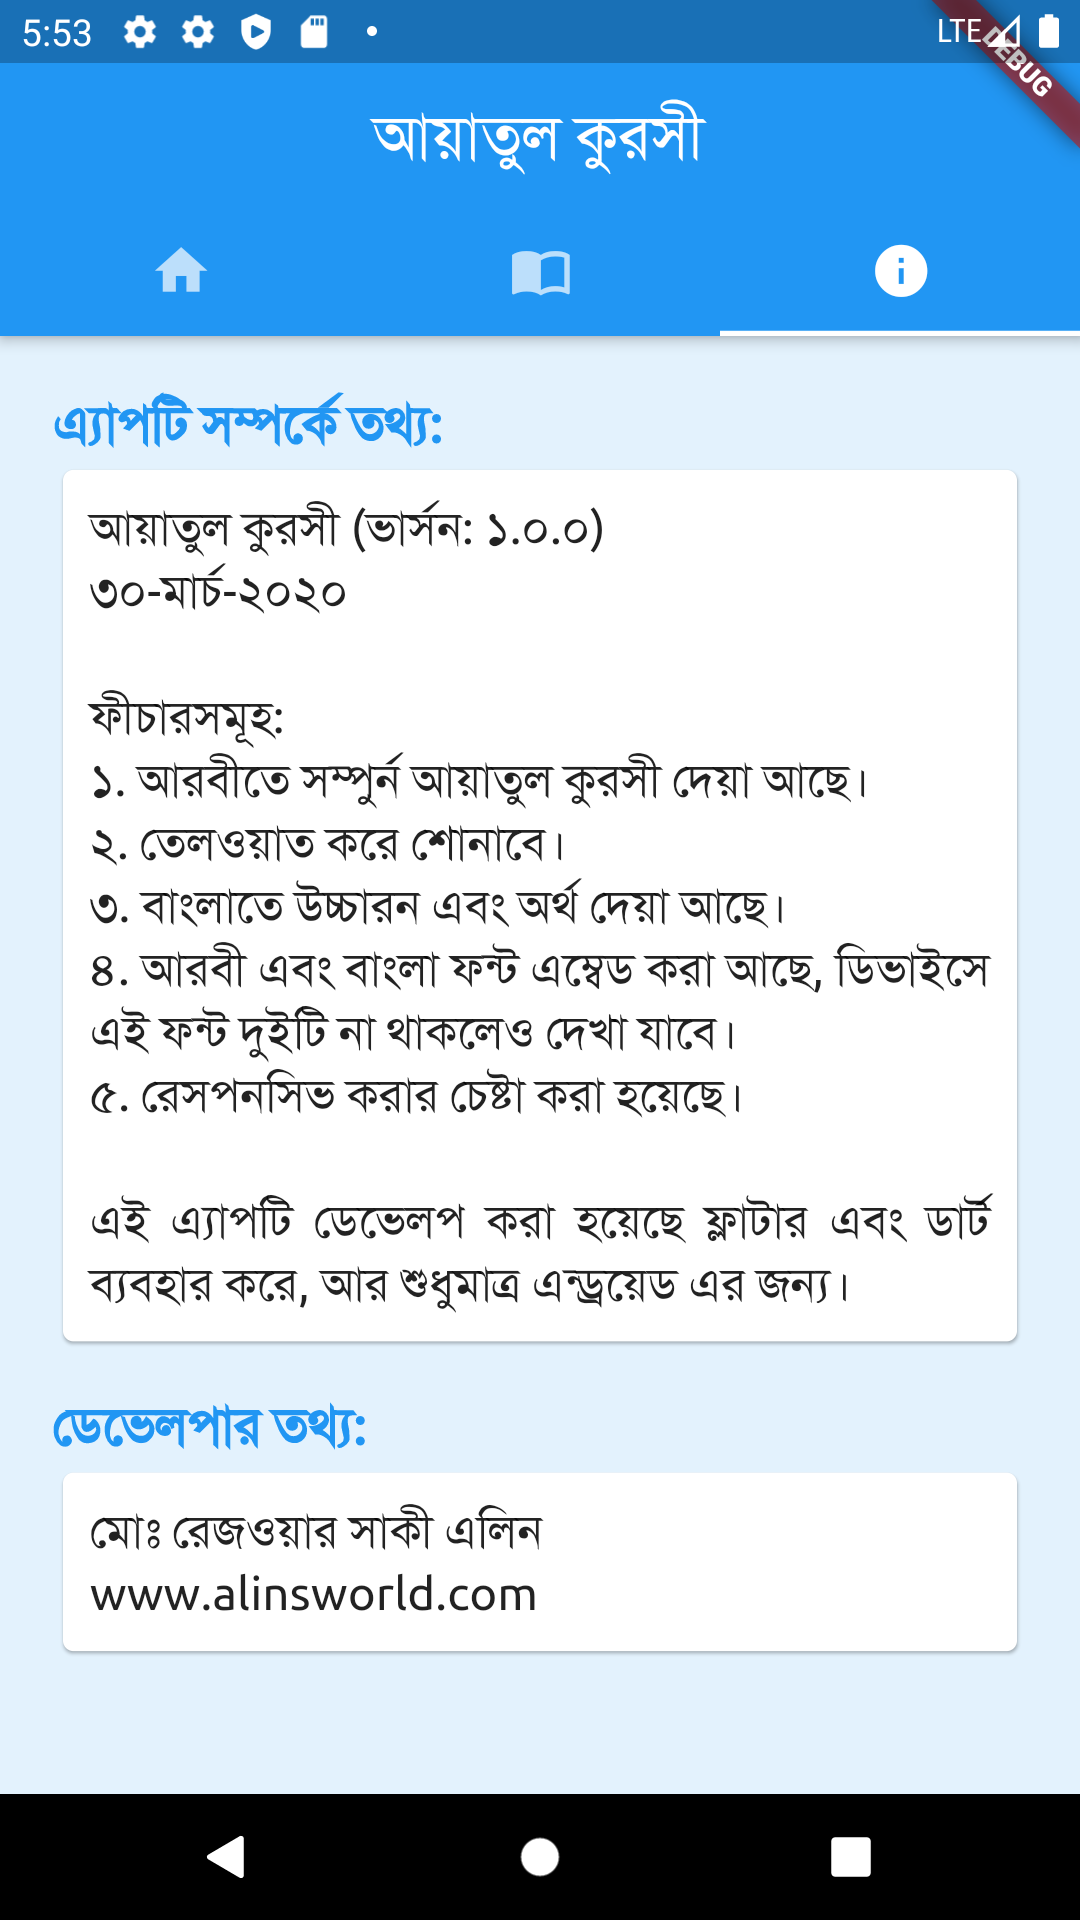 5:53
LTE
DEBUG
আয়াতুল কুরসী
এ্যাপটি সম্পর্কে তথ্য:
আয়াতুল কুরসী (ভার্সন: ১.০.০)
৩০-মার্চ-২০২০
ফীচারসমূহ:
১. আরবীতে সম্পুর্ন আয়াতুল কুরসী দেয়া আছে।
২. তেলওয়াত করে শোনাবে।
৩. বাংলাতে উচ্চারন এবং অর্থ দেয়া আছে।
৪. আরবী এবং বাংলা ফন্ট এম্বেড করা আছে, ডিভাইসে
এই ফন্ট দুইটি না থাকলেও দেখা যাবে।
৫. রেসপনসিভ করার চেষ্টা করা হয়েছে।
এই এ্যাপটি ডেভেলপ করা হয়েছে ফ্লাটার এবং ডার্ট
ব্যবহার করে, আর শুধুমাত্র এন্ড্রয়েড এর জন্য।
ডেভেলপার তথ্য:
মোঃ রেজওয়ার সাকী এলিন
www.alinsworld.com